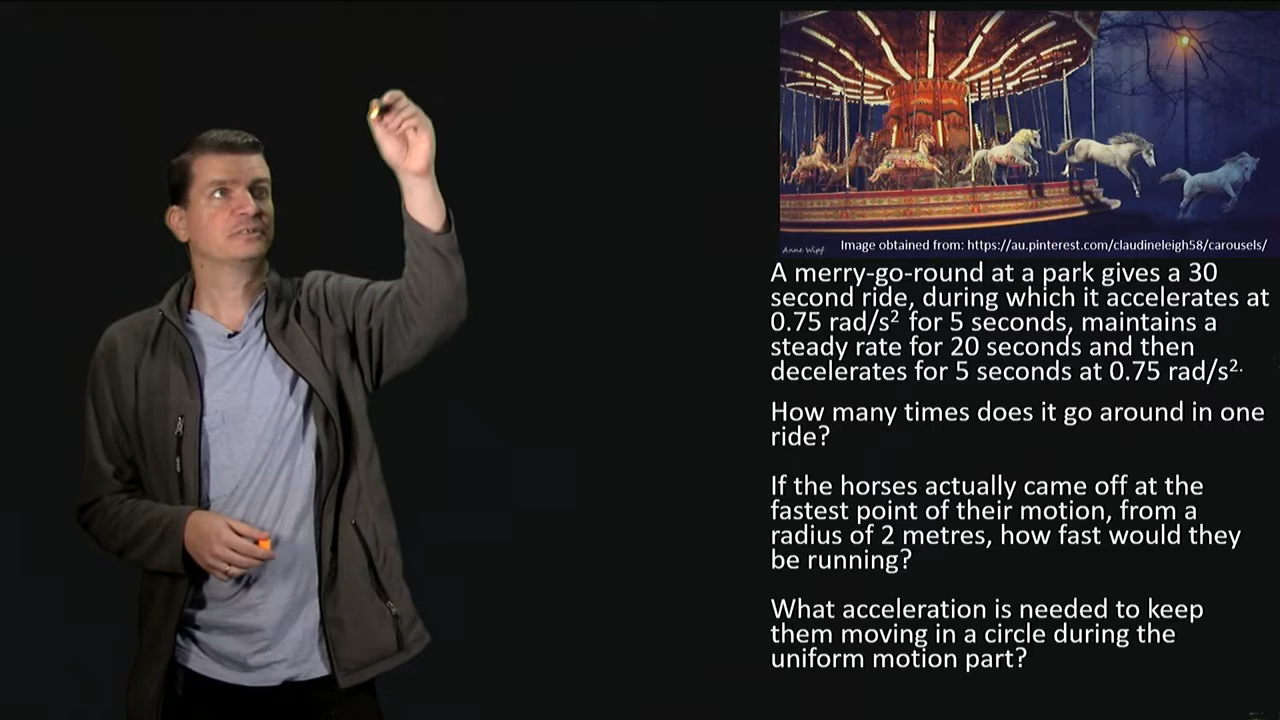 Anne Wipf
Image obtained from: https://au.pinterest.com/claudineleigh58/carousels/
A merry-go-round at a park gives a 30
second ride, during which it accelerates at
0.75 rad/s² for 5 seconds, maintains a
steady rate for 20 seconds and then
decelerates for 5 seconds at 0.75 rad/s².
How many times does it go around in one
ride?
If the horses actually came off at the
fastest point of their motion, from a
radius of 2 metres, how fast would they
be running?
What acceleration is needed to keep
them moving in a circle during the
uniform motion part?